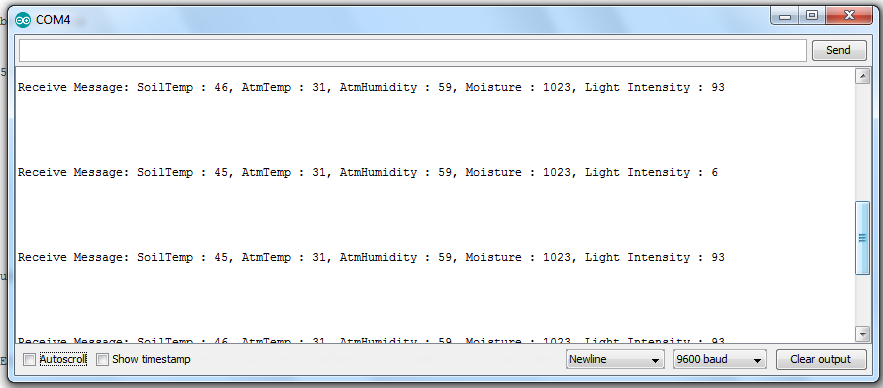 COM4
Send
Receive Message: SoilTemp : 46, AtmTemp : 31, AtmHumidity : 59, Moisture : 1023, Light Intensity : 93
Receive Message: SoilTemp : 45, AtmTemp : 31, AtmHumidity : 59, Moisture : 1023, Light Intensity : 6
Receive Message: SoilTemp : 45, AtmTemp : 31, AtmHumidity : 59, Moisture : 1023, Light Intensity : 93
Receive Message: SoilTemp : 46, AtmTemp : 31, AtmHumidity : 59, Moisture : 1023, Light Intensity : 93
Autoscroll Show timestamp Newline 9600 baud Clear output